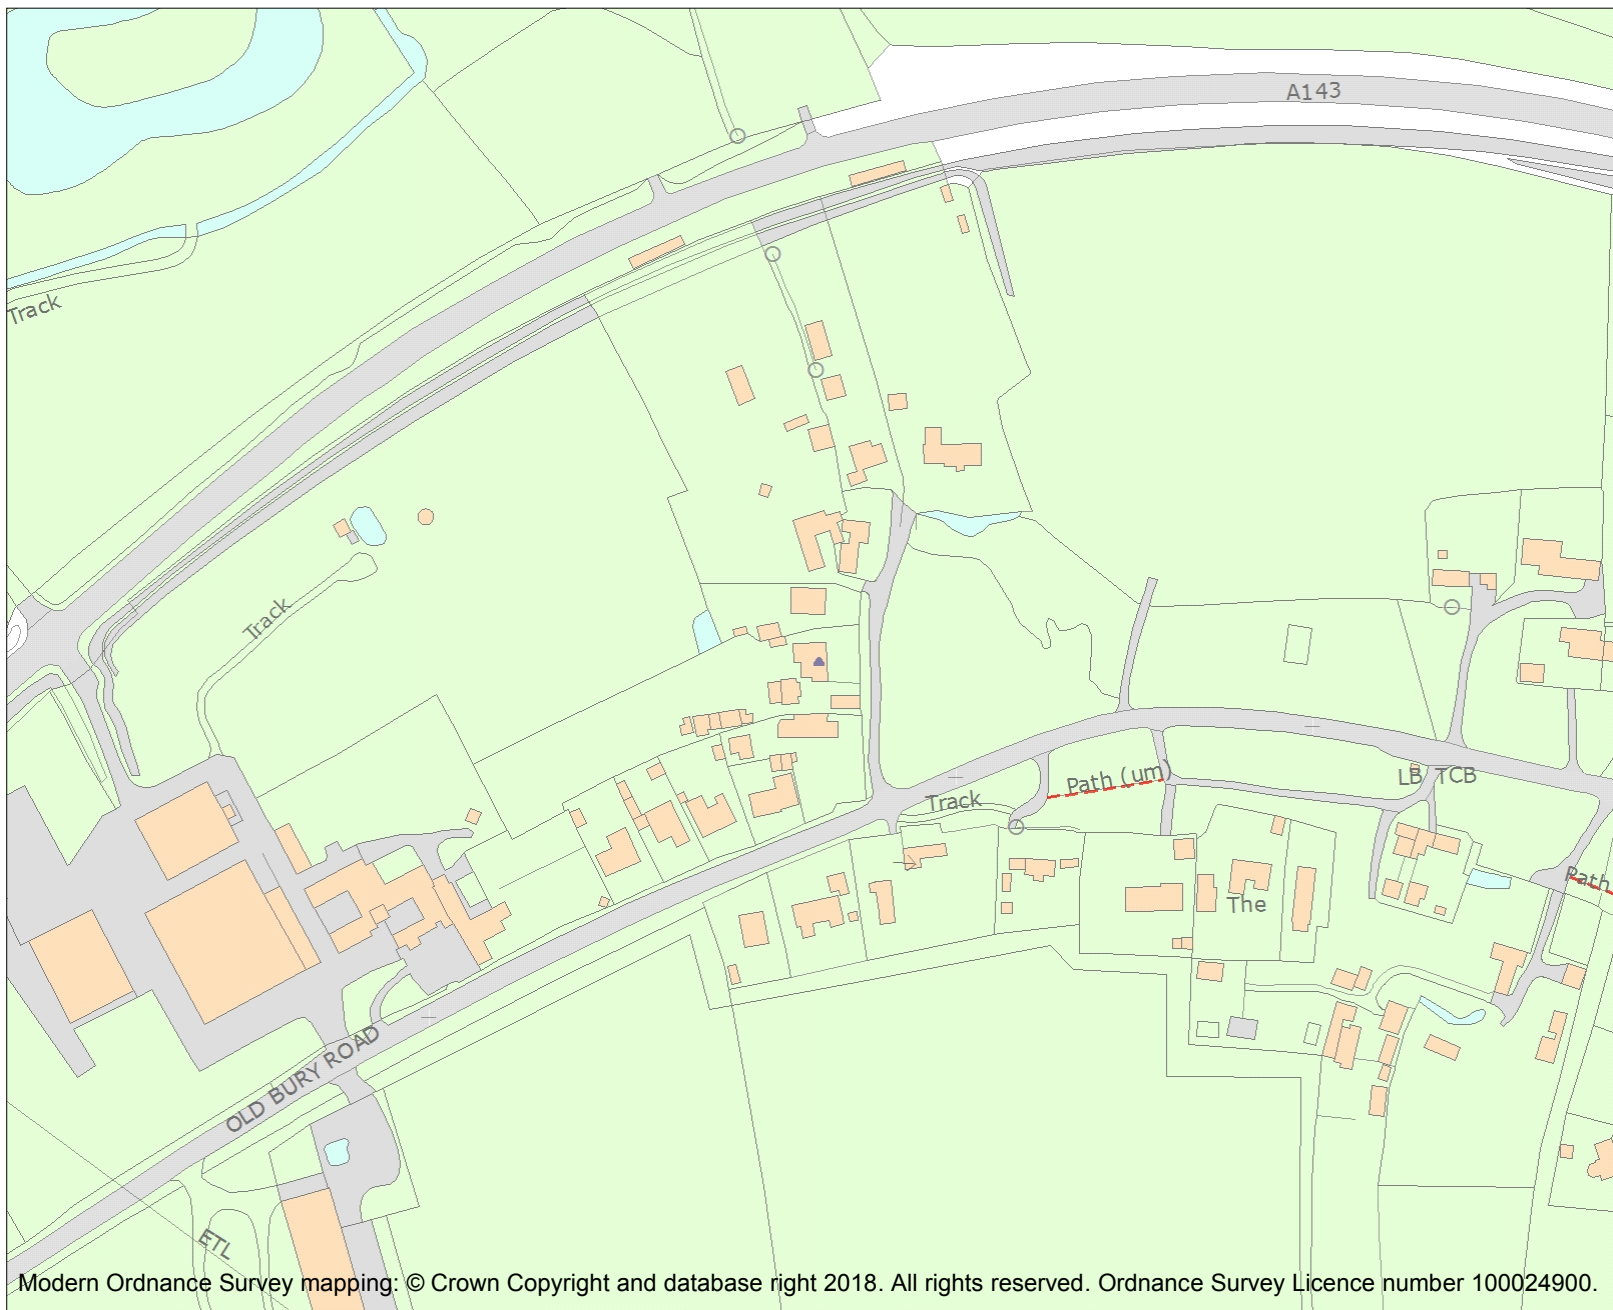 A143
Track
Track
Path (um)
LB TCB
Track
Path
The
OLD BURY ROAD
ETL
Modern Ordnance Survey mapping: © Crown Copyright and database right 2018. All rights reserved. Ordnance Survey Licence number 100024900.